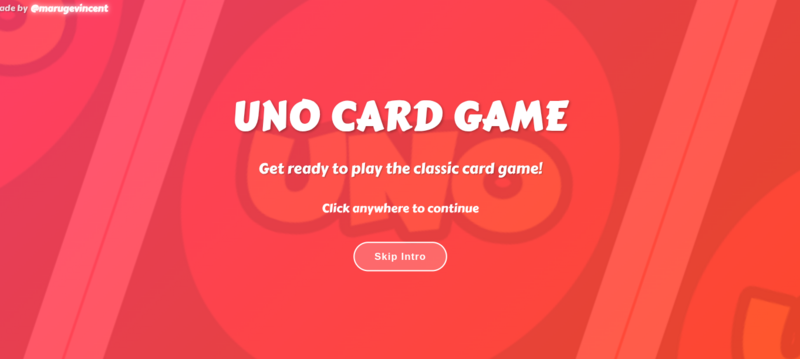 ade by @marugevincent
UNO CARD GAME
UNO
Get ready to play the classic card game!
Click anywhere to continue
Skip Intro